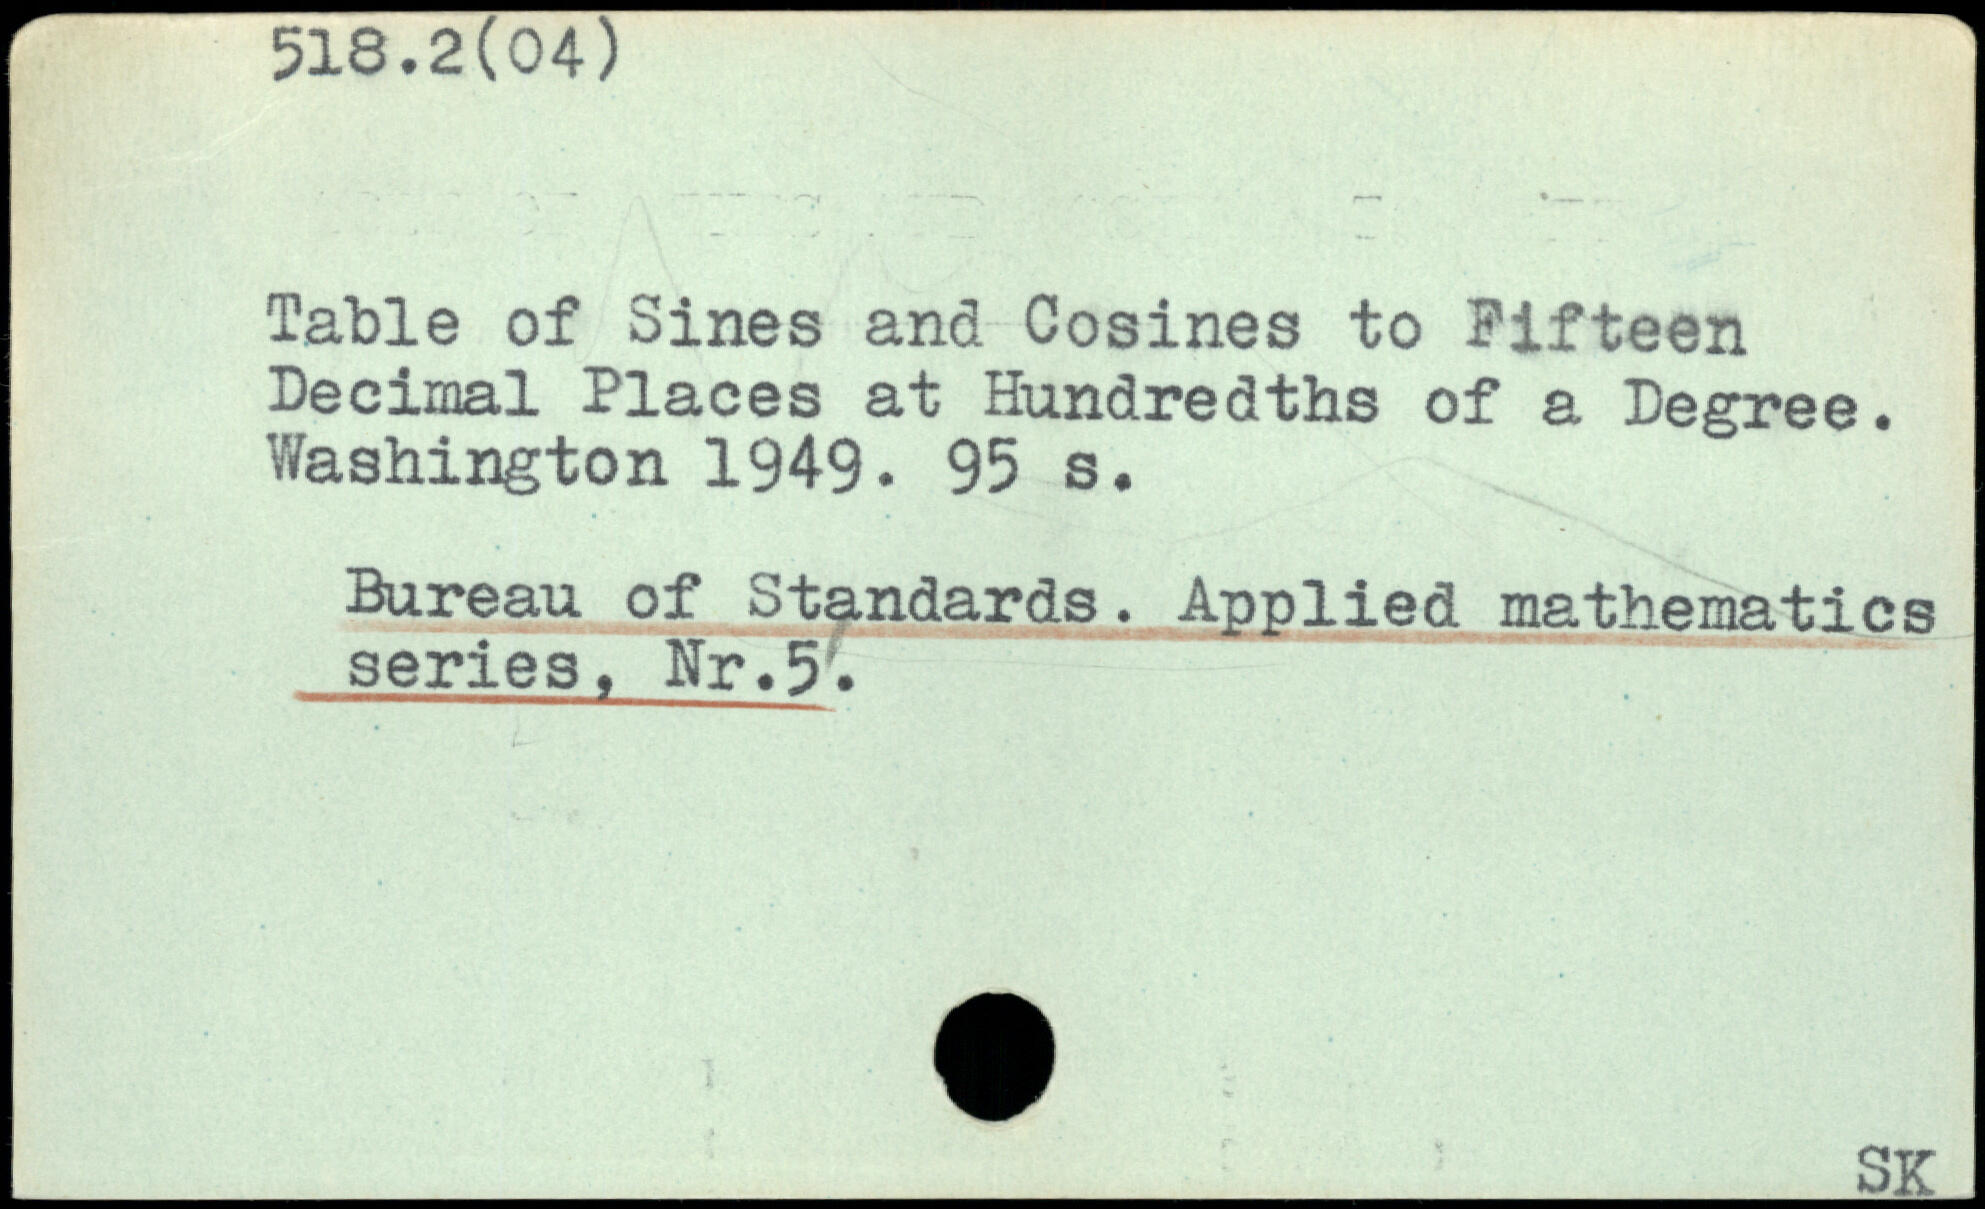 518.2(04)
Table of Sines and Cosines to Fifteen
Decimal Places at Hundredths of a Degree.
Washington 1949. 95 s.
Bureau of Standards. Applied mathematics
series, Nr.5.
SK